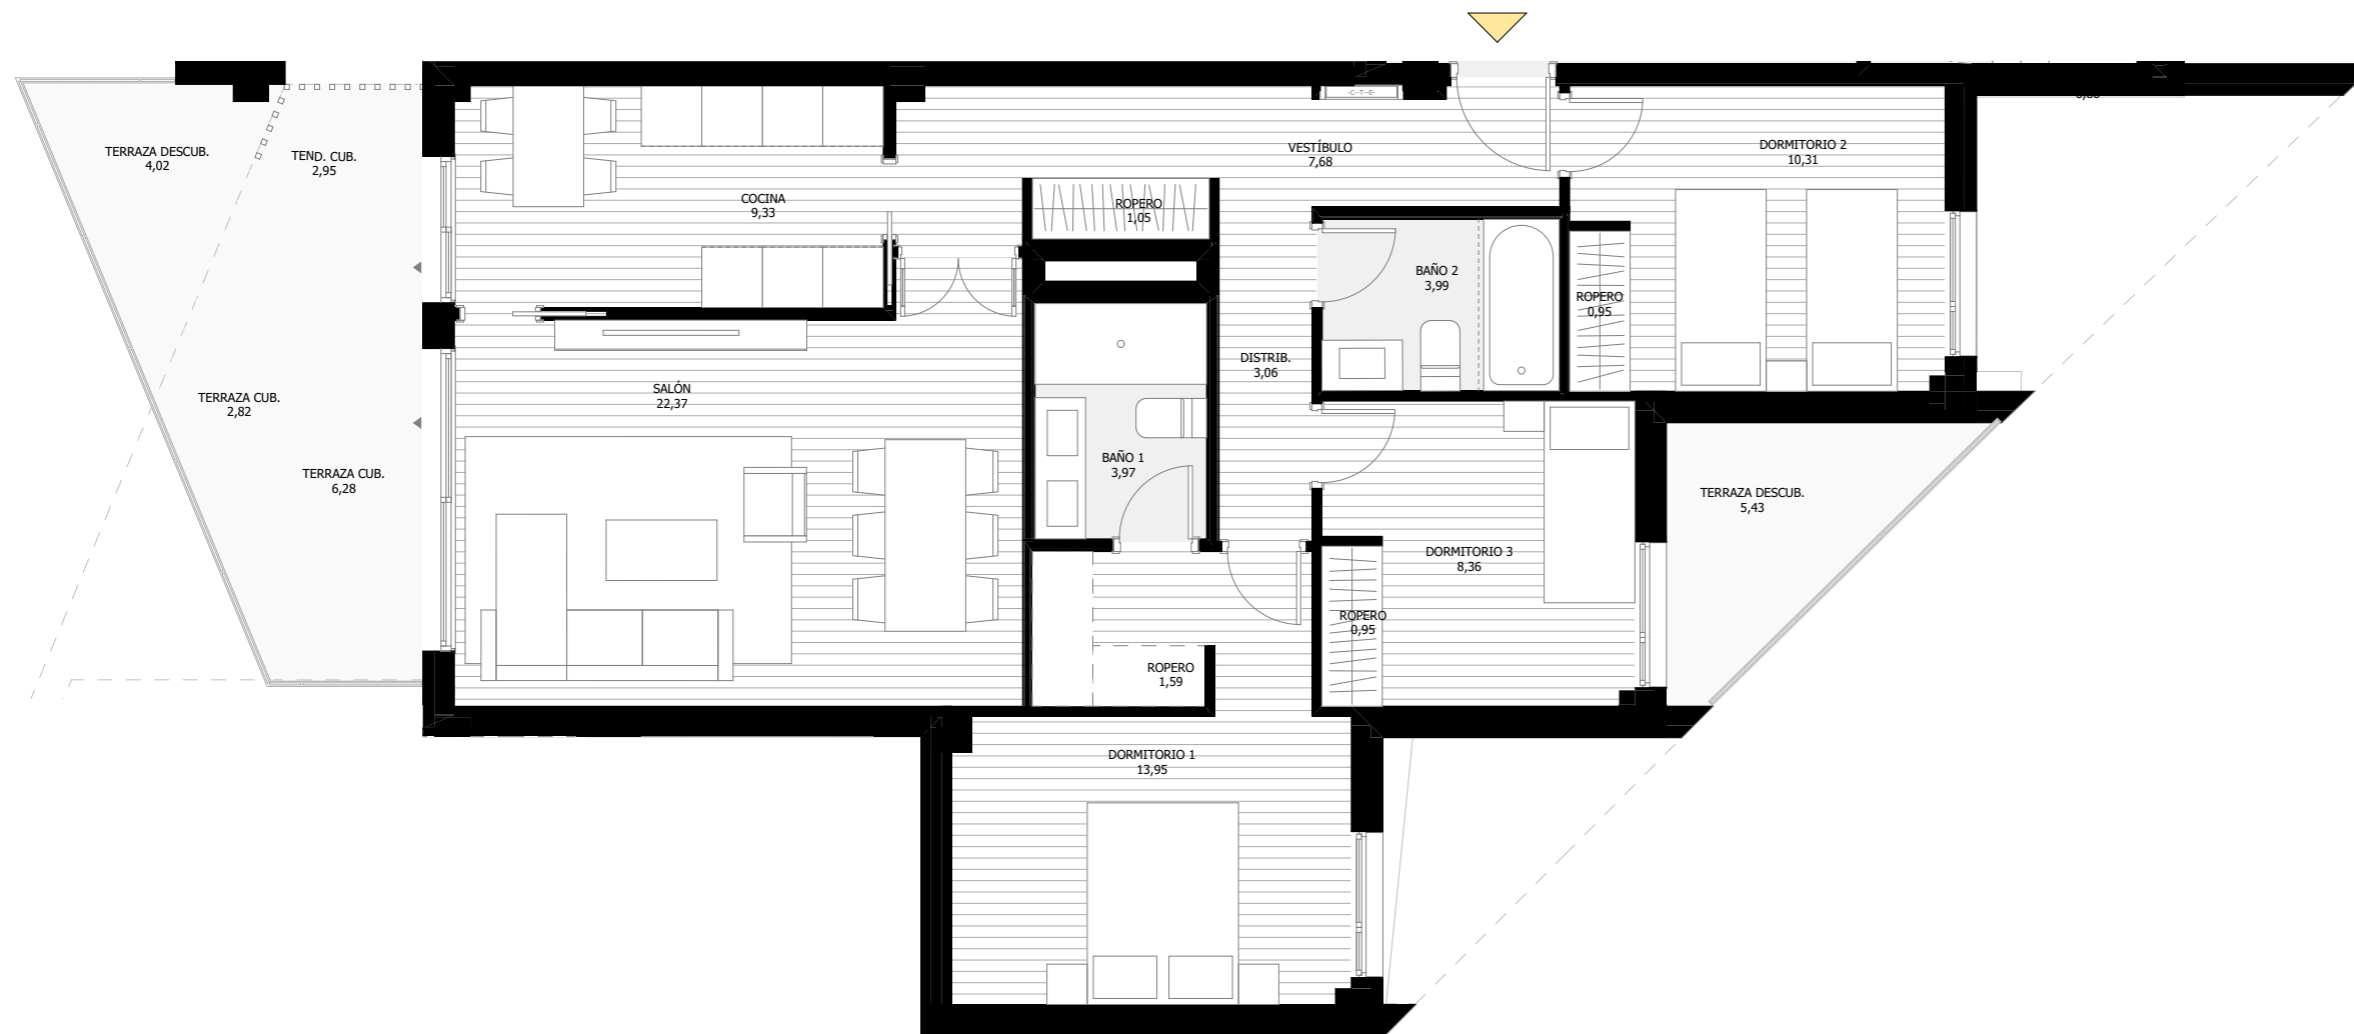 -C-T-E-
TERRAZA DESCUB.
4,02
TEND. CUB.
2,95
VESTÍBULO
7,68
DORMITORIO 2
10,31
COCINA
9,33
ROPERO
1,05
BAÑO 2
3,99
ROPERO
0,95
DISTRIB.
3,06
SALÓN
22,37
TERRAZA CUB.
2,82
BAÑO 1
3,97
TERRAZA CUB.
6,28
TERRAZA DESCUB.
5,43
DORMITORIO 3
8,36
ROPERO
0,95
ROPERO
1,59
DORMITORIO 1
13,95